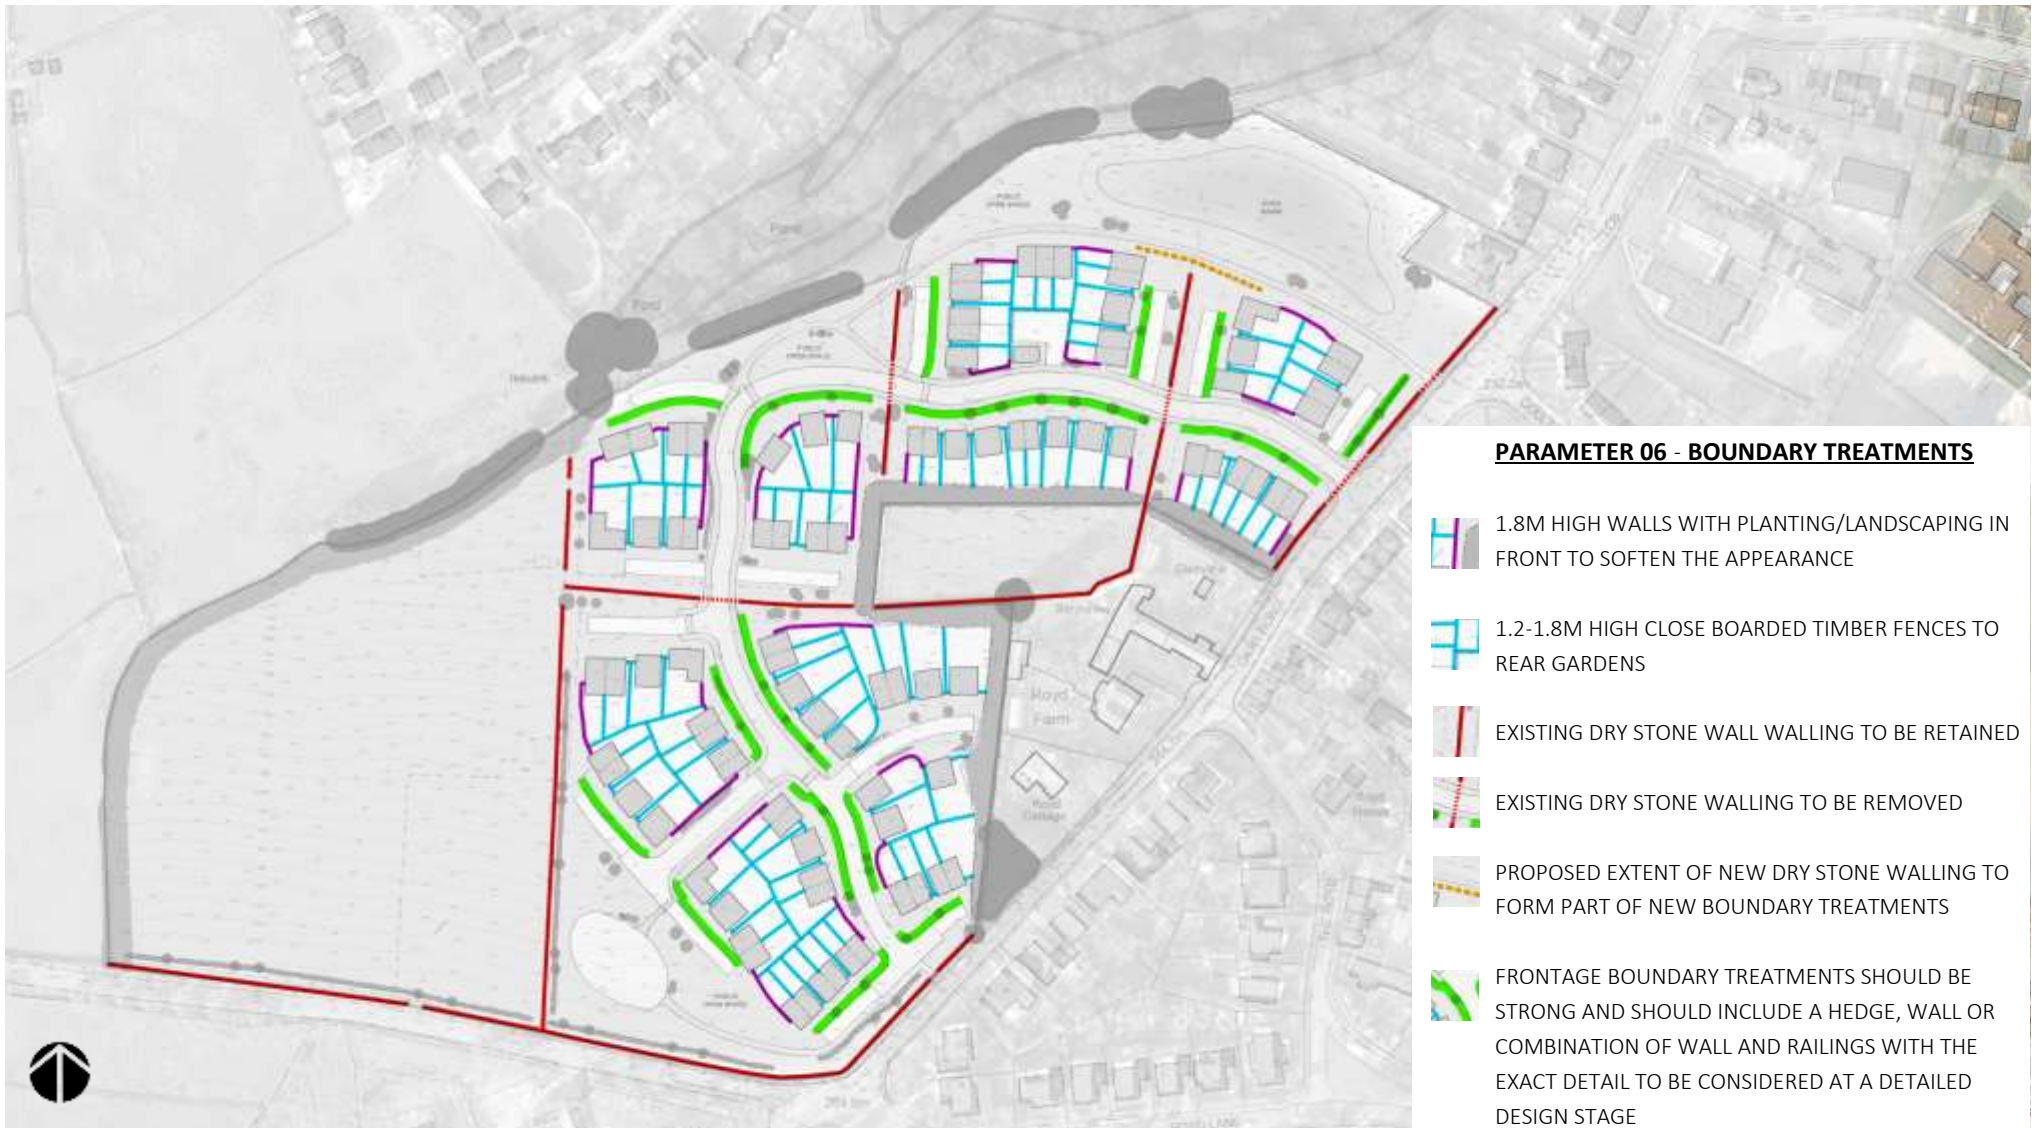 PARAMETER 06 - BOUNDARY TREATMENTS
1.8M HIGH WALLS WITH PLANTING/LANDSCAPING IN
FRONT TO SOFTEN THE APPEARANCE
1.2-1.8M HIGH CLOSE BOARDED TIMBER FENCES TO
REAR GARDENS
EXISTING DRY STONE WALL WALLING TO BE RETAINED
EXISTING DRY STONE WALLING TO BE REMOVED
PROPOSED EXTENT OF NEW DRY STONE WALLING TO
FORM PART OF NEW BOUNDARY TREATMENTS
FRONTAGE BOUNDARY TREATMENTS SHOULD BE
STRONG AND SHOULD INCLUDE A HEDGE, WALL OR
COMBINATION OF WALL AND RAILINGS WITH THE
EXACT DETAIL TO BE CONSIDERED AT A DETAILED
DESIGN STAGE
Pond
Farm
Cottage